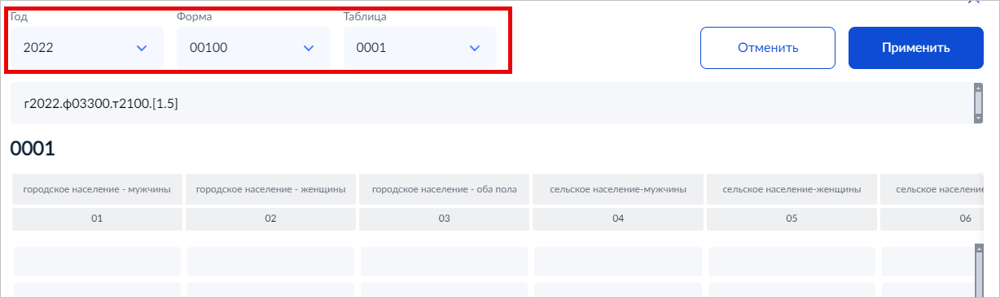 Год Форма Таблица
2022 00100 0001 Отменить Применить
г2022.ф03300.т2100.[1.5]
0001
городское население - мужчины городское население - женщины городское население - оба пола сельское население-мужчины сельское население-женщины сельское население
01 02 03 04 05 06